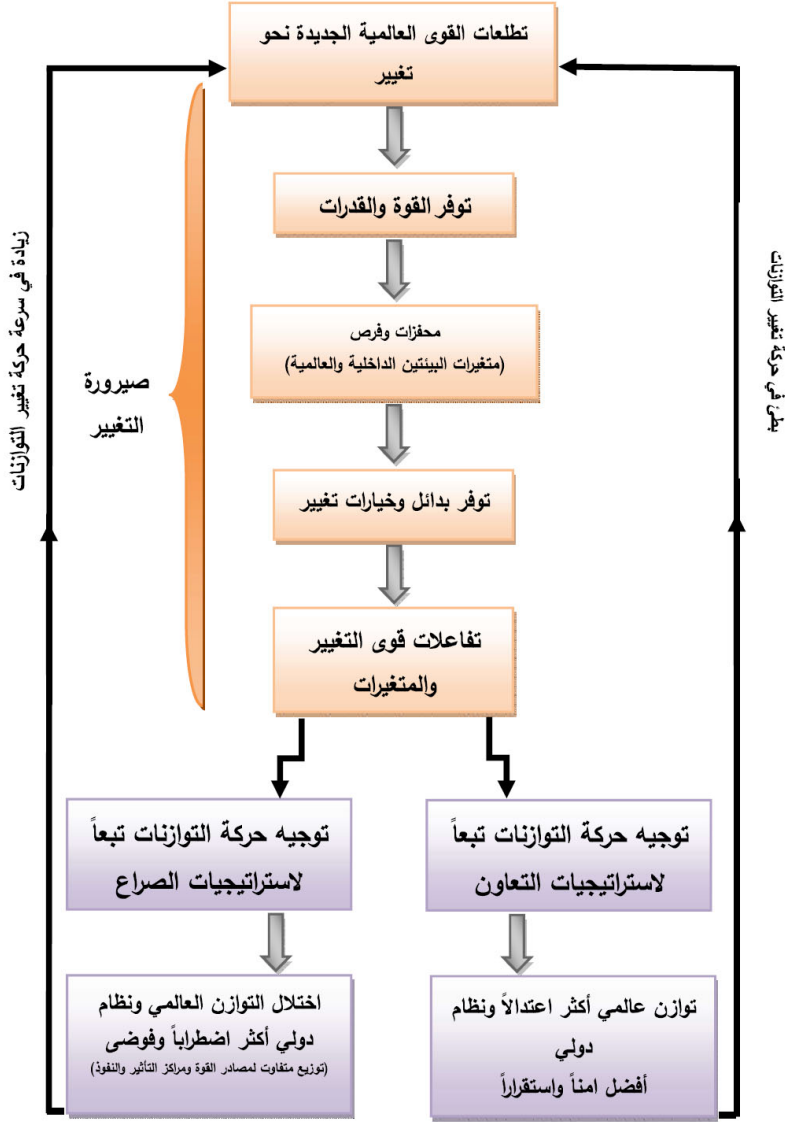 تطلعات القوى العالمية الجديدة نحو
تغيير
توفر القوة والقدرات
محفزات وفرص
(متغيرات البيئتين الداخلية والعالمية)
توفر بدائل وخيارات تغيير
تفاعلات قوى التغيير
والمتغيرات
صيرورة
التغيير
بطئ في حركة تغيير التوازنات
زيادة في سرعة حركة تغيير التوازنات
توجيه حركة التوازنات تبعاً
لاستراتيجيات التعاون
توجيه حركة التوازنات تبعاً
لاستراتيجيات الصراع
توازن عالمي أكثر اعتدالاً ونظام
دولي
أفضل امناً واستقراراً
اختلال التوازن العالمي ونظام
دولي أكثر اضطراباً وفوضى
(توزيع متفاوت لمصادر القوة ومراكز التأثير والنفوذ)